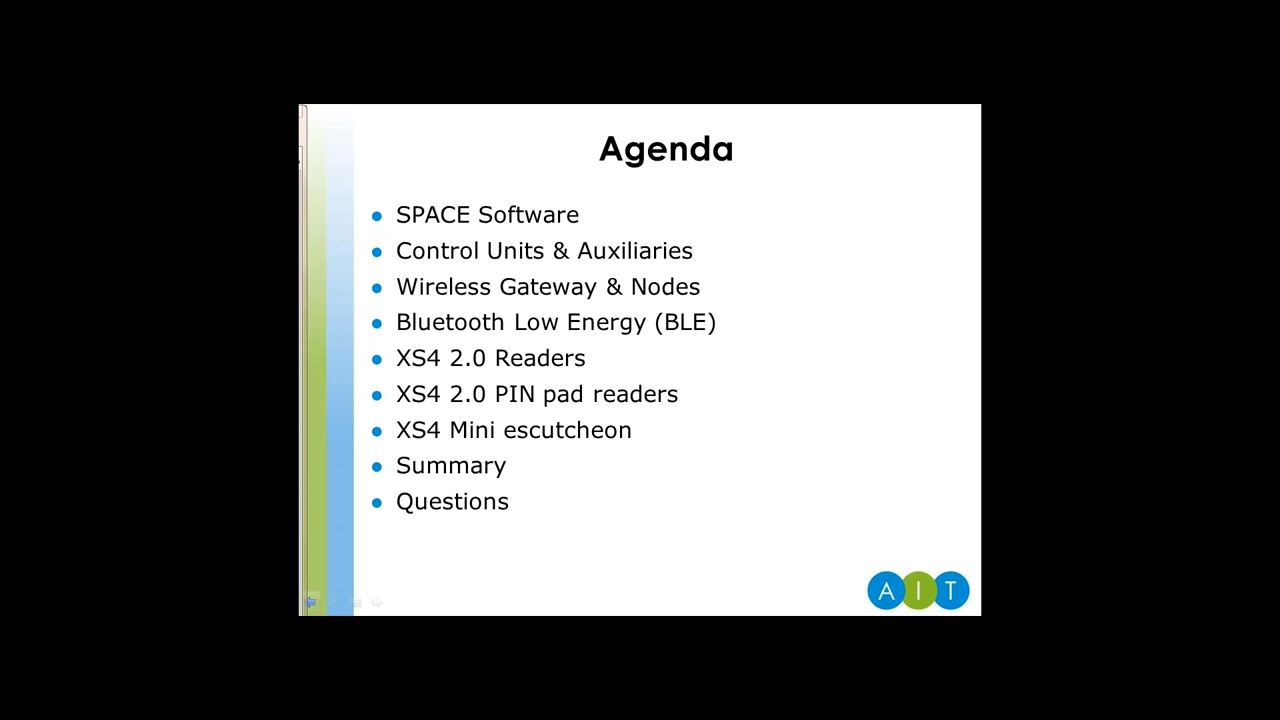 Agenda
SPACE Software
Control Units & Auxiliaries
Wireless Gateway & Nodes
Bluetooth Low Energy (BLE)
XS4 2.0 Readers
XS4 2.0 PIN pad readers
XS4 Mini escutcheon
Summary
Questions
AIT